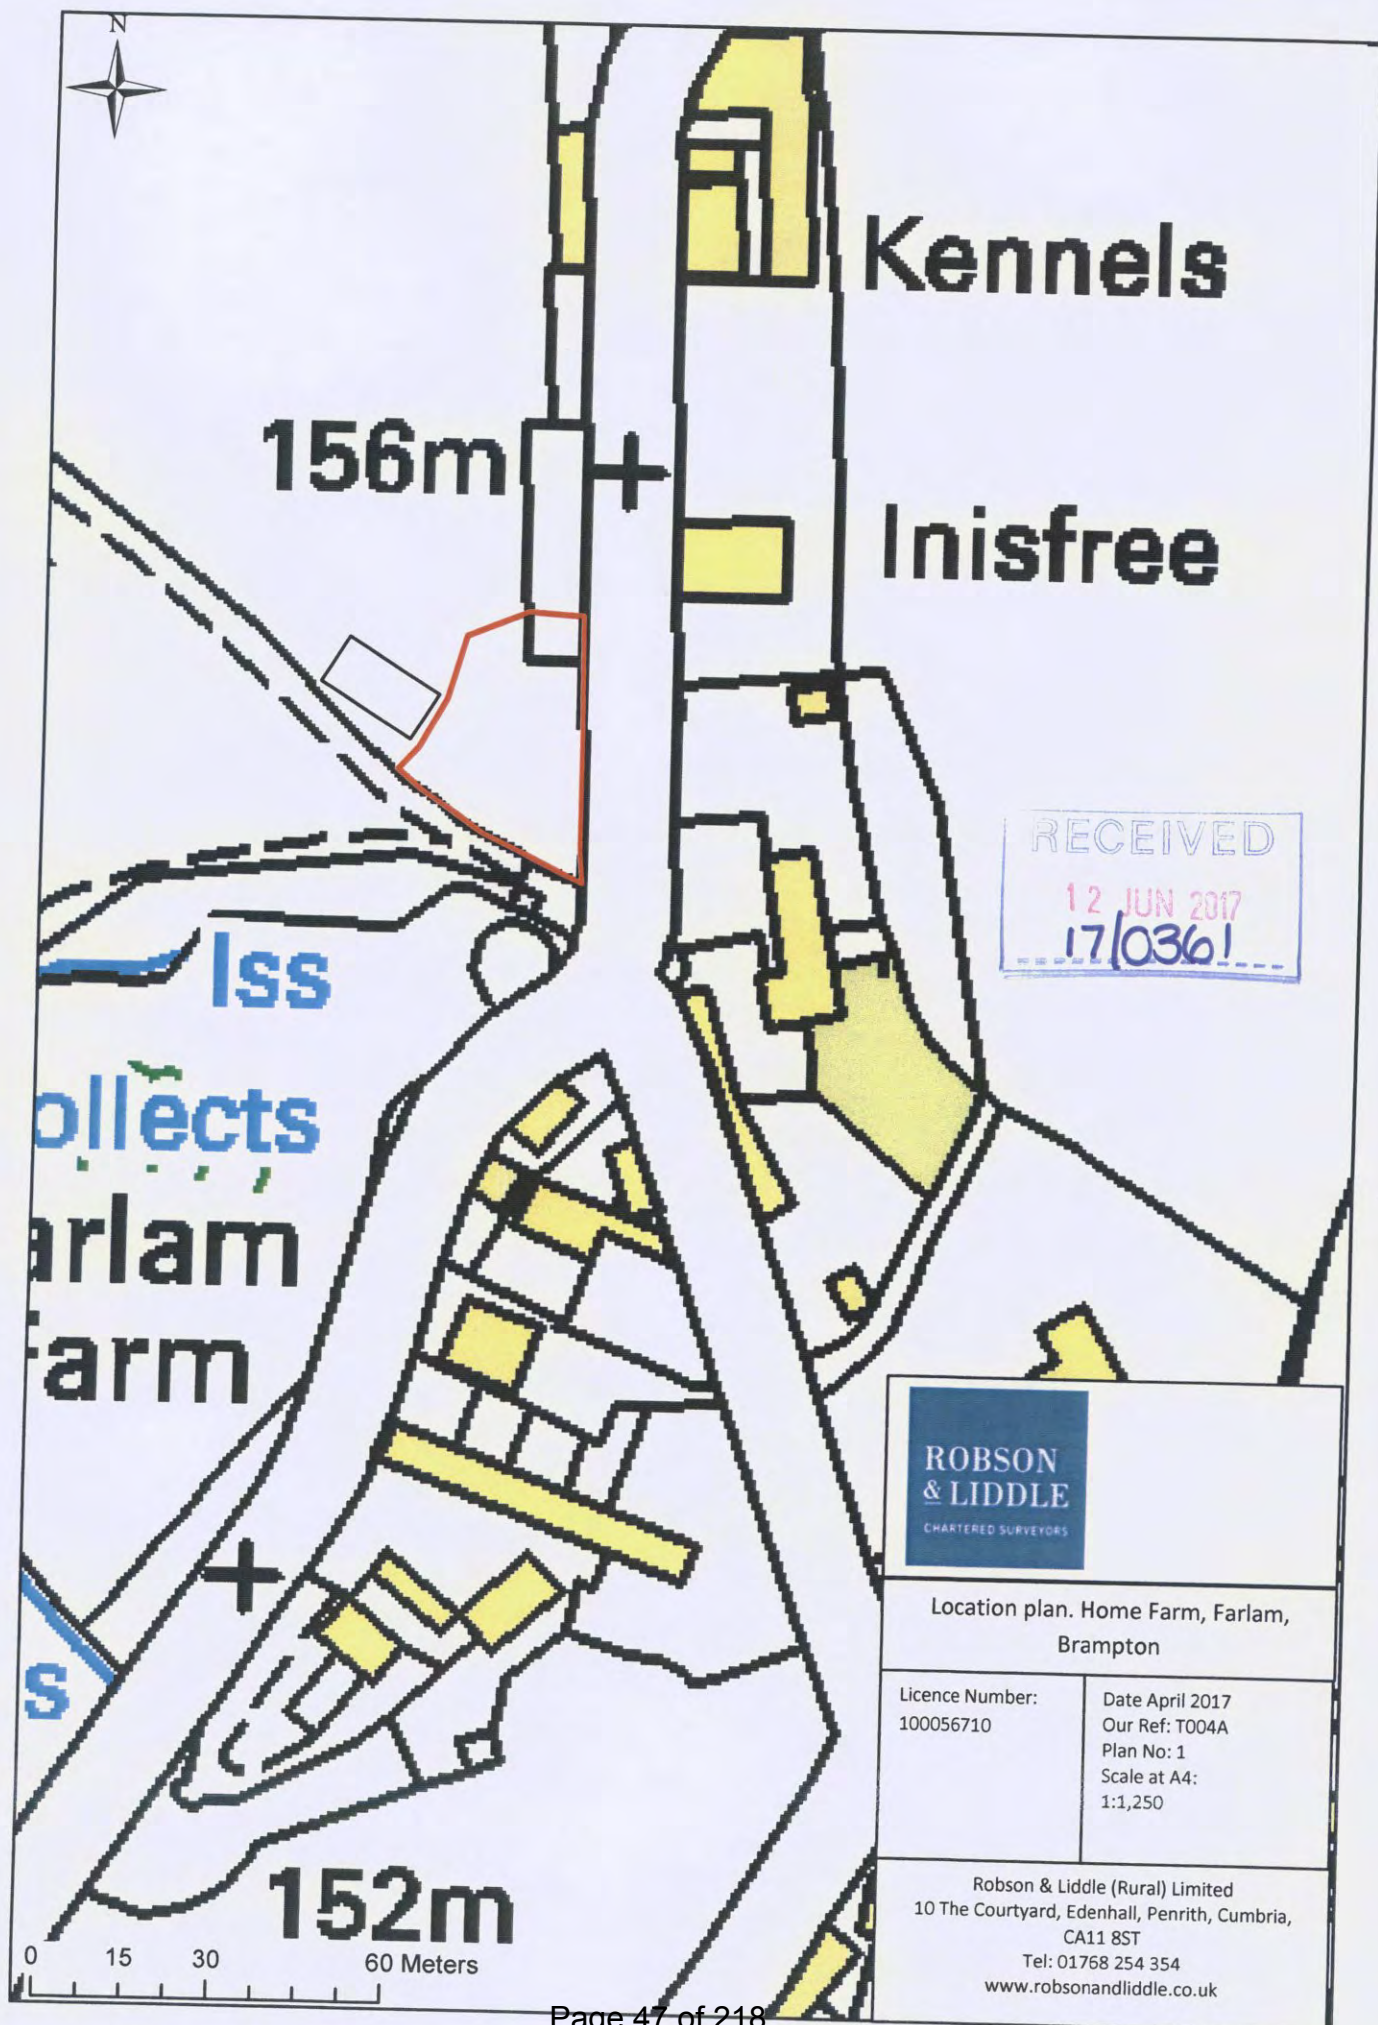 N
Kennels
156m
Inisfree
RECEIVED
12 JUN 2017
17/0361
Iss
ollects
arlam
Farm
s
ROBSON
& LIDDLE
CHARTERED SURVEYORS
Location plan. Home Farm, Farlam,
Brampton
Licence Number:
100056710
Date April 2017
Our Ref: T004A
Plan No: 1
Scale at A4:
1:1,250
152m
0 15 30 60 Meters
Robson & Liddle (Rural) Limited
10 The Courtyard, Edenhall, Penrith, Cumbria,
CA11 8ST
Tel: 01768 254 354
www.robsonandliddle.co.uk
Page 47 of 218